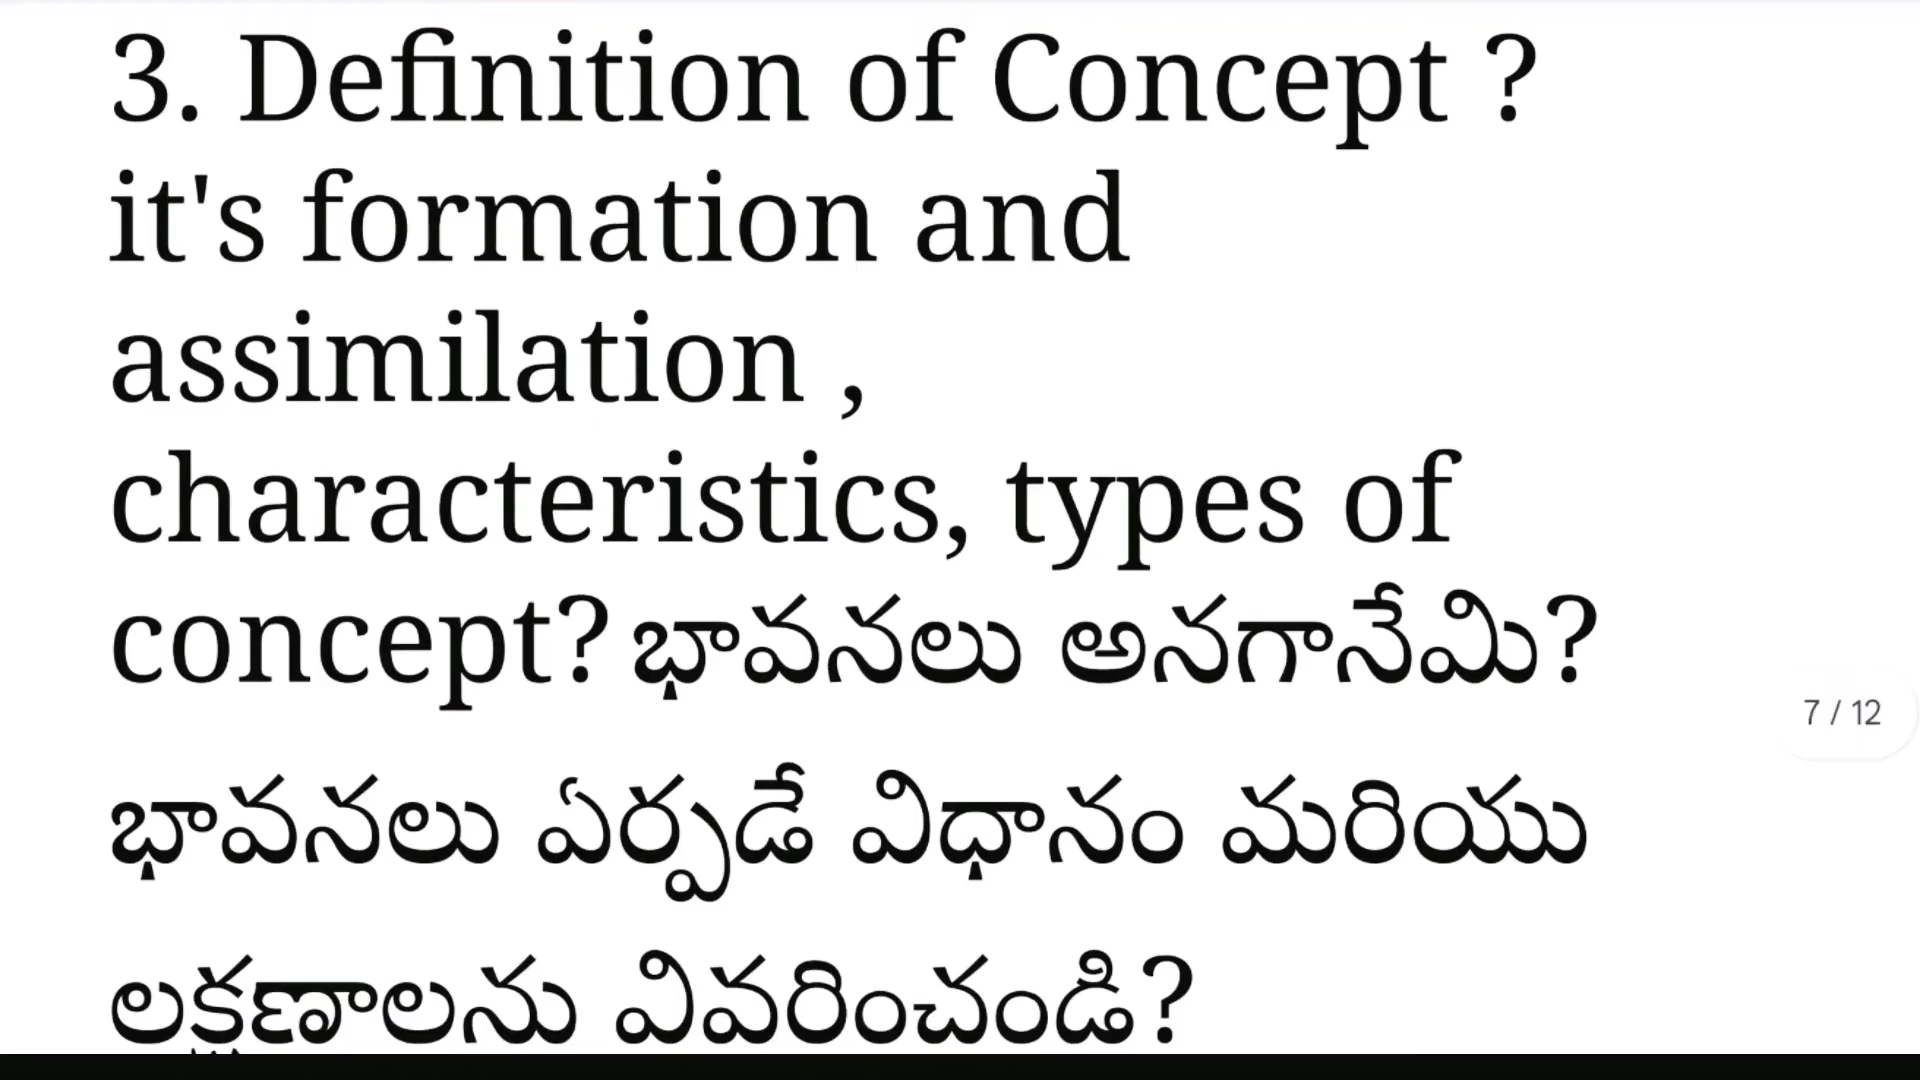 3. Definition of Concept ?
it's formation and
assimilation ,
characteristics, types of
concept? భావనలు అనగానేమి?
7 / 12
భావనలు ఏర్పడే విధానం మరియు
లక్షణాలను వివరించండి?